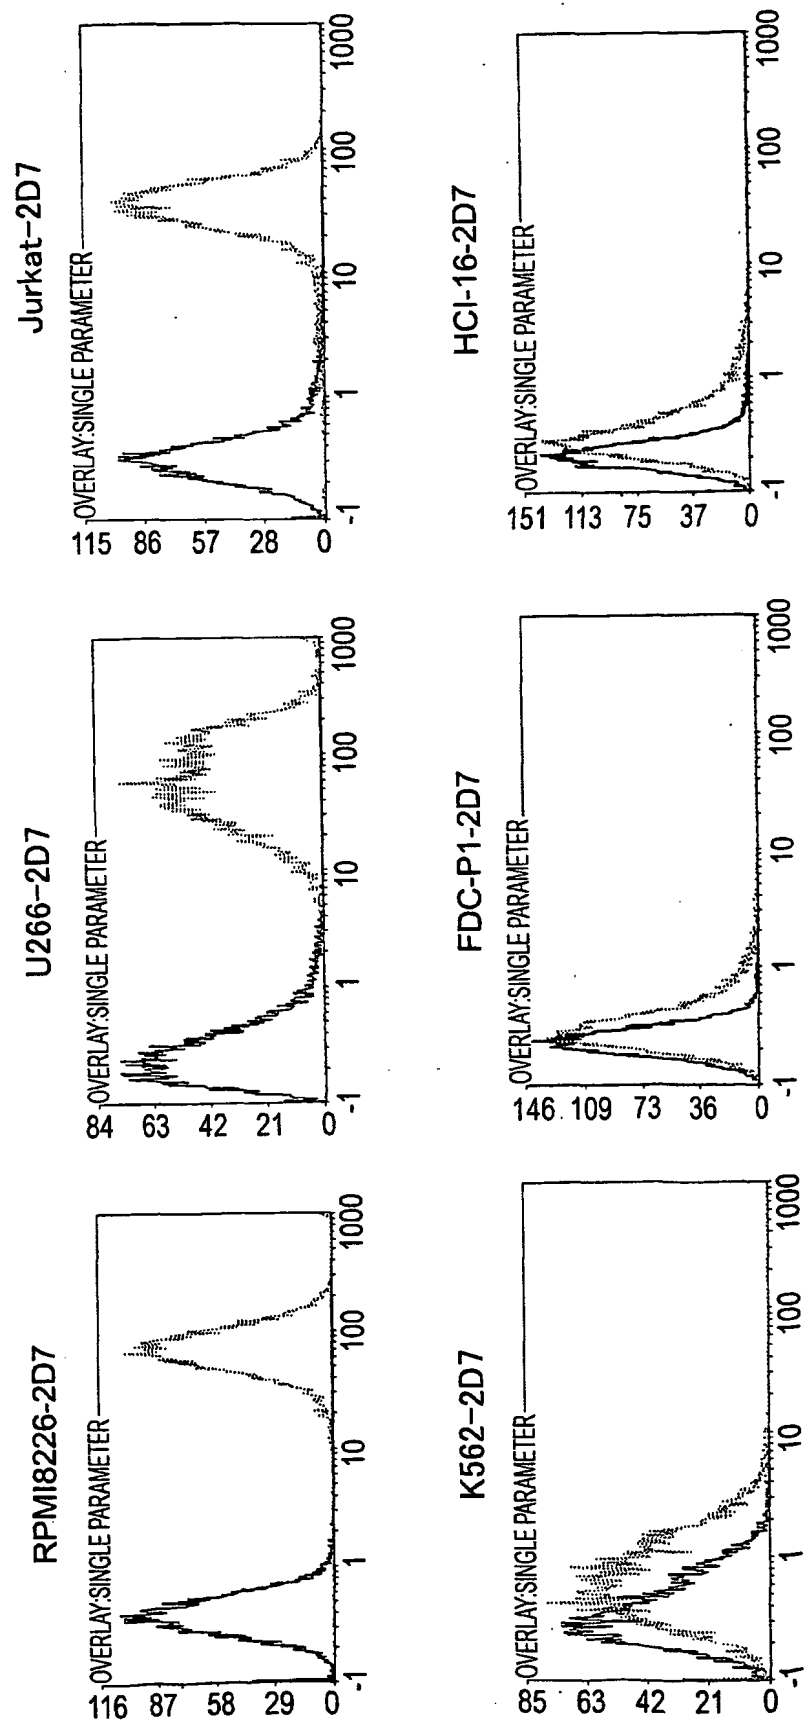 RPMI8226-2D7
OVERLAY:SINGLE PARAMETER
116
87
58
29
0
-1 1 10 100 1000
U266-2D7
OVERLAY:SINGLE PARAMETER
84
63
42
21
0
-1 1 10 100 1000
Jurkat-2D7
OVERLAY:SINGLE PARAMETER
115
86
57
28
0
-1 1 10 100 1000
K562-2D7
OVERLAY:SINGLE PARAMETER
85
63
42
21
0
-1 1 10 100 1000
FDC-P1-2D7
OVERLAY:SINGLE PARAMETER
146
109
73
36
0
-1 1 10 100 1000
HCI-16-2D7
OVERLAY:SINGLE PARAMETER
151
113
75
37
0
-1 1 10 100 1000